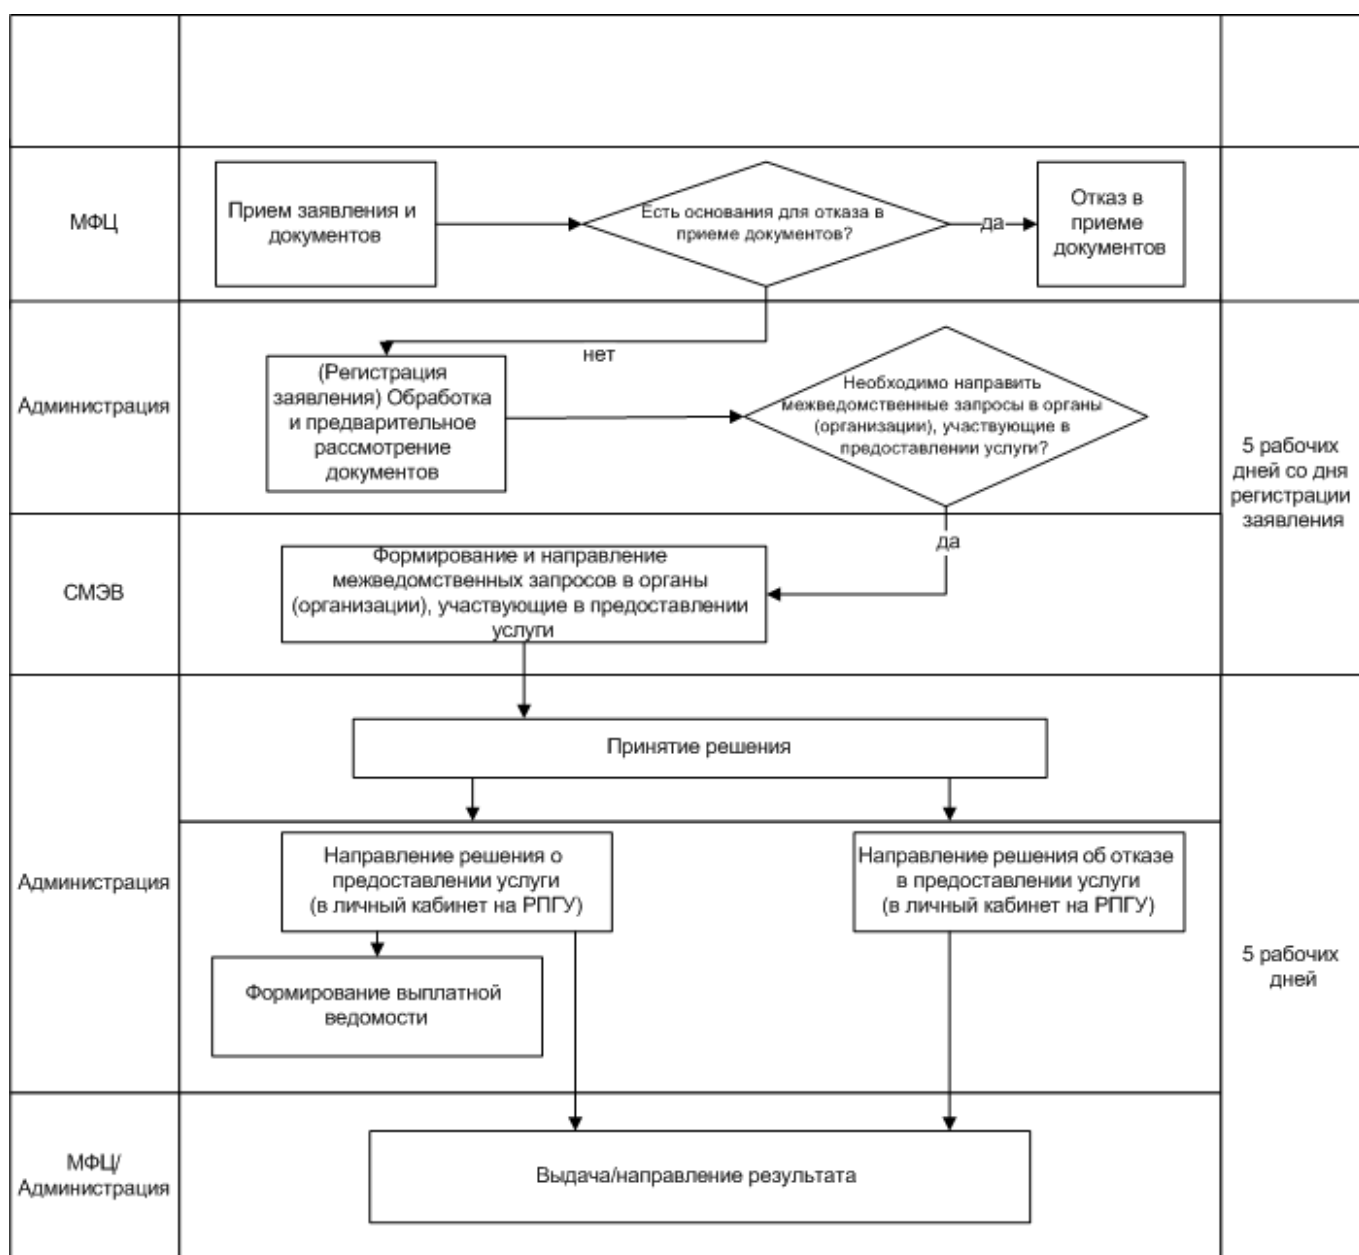 МФЦ
Прием заявления и
документов
Есть основания для отказа в
приеме документов?
да
Отказ в
приеме
документов
нет
Администрация
(Регистрация
заявления) Обработка
и предварительное
рассмотрение
документов
Необходимо направить
межведомственные запросы в органы
(организации), участвующие в
предоставлении услуги?
5 рабочих
дней со дня
регистрации
заявления
да
СМЭВ
Формирование и направление
межведомственных запросов в органы
(организации), участвующие в предоставлении
услуги
Принятие решения
Администрация
Направление решения о
предоставлении услуги
(в личный кабинет на РПГУ)
Направление решения об отказе
в предоставлении услуги
(в личный кабинет на РПГУ)
5 рабочих
дней
Формирование выплатной
ведомости
МФЦ/
Администрация
Выдача/направление результата